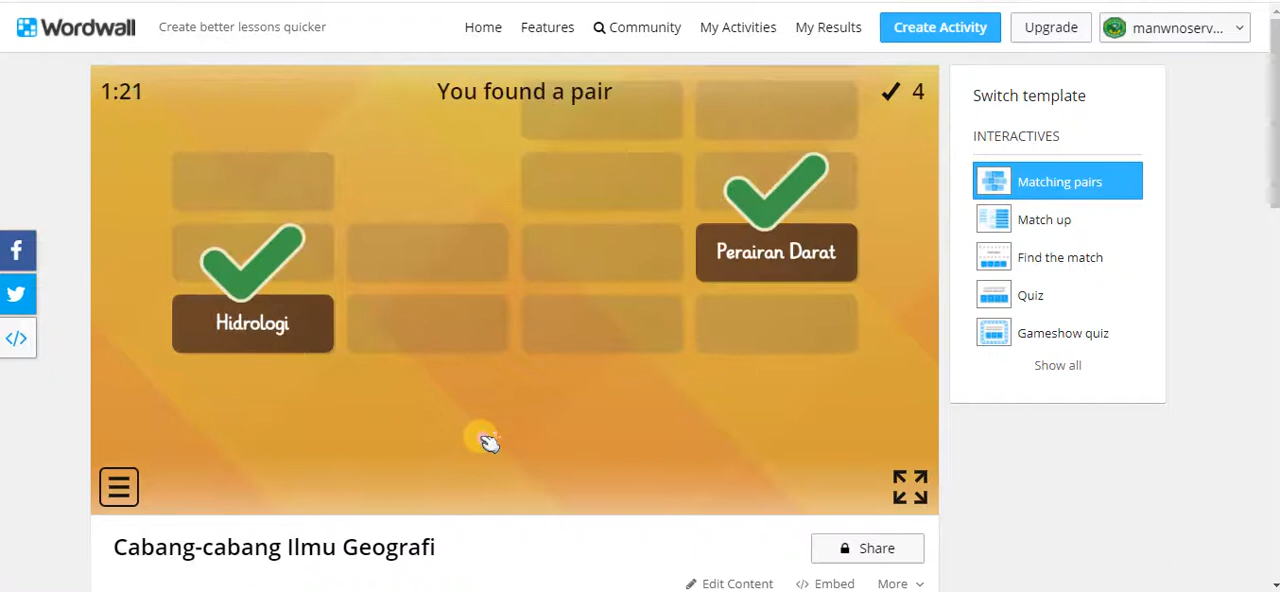 Wordwall
Create better lessons quicker
Home
Features
Community
My Activities
My Results
Create Activity
Upgrade
manwnoserv...
1:21
You found a pair
4
Hidrologi
Perairan Darat
Switch template
INTERACTIVES
Matching pairs
Match up
Find the match
Quiz
Gameshow quiz
Show all
Cabang-cabang Ilmu Geografi
Share
Edit Content
</> Embed
More